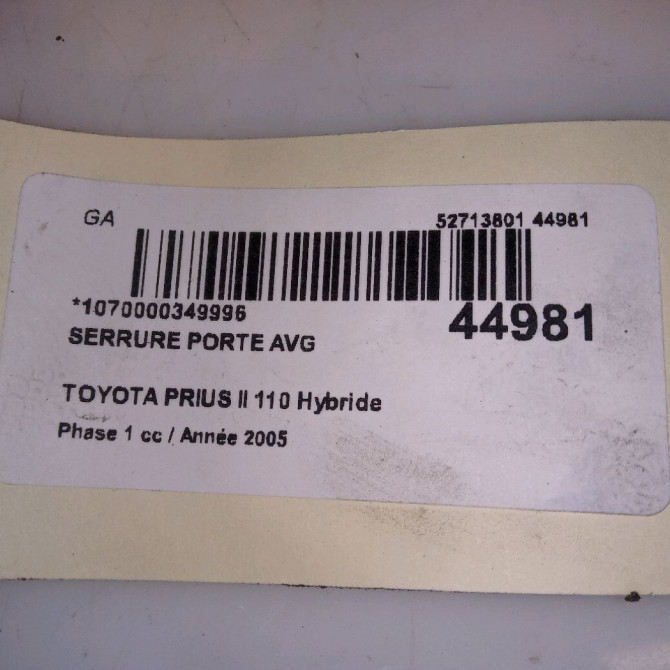 GA 52713801 44981
*1070000349996 44981
SERRURE PORTE AVG
TOYOTA PRIUS II 110 Hybride
Phase 1 cc / Année 2005